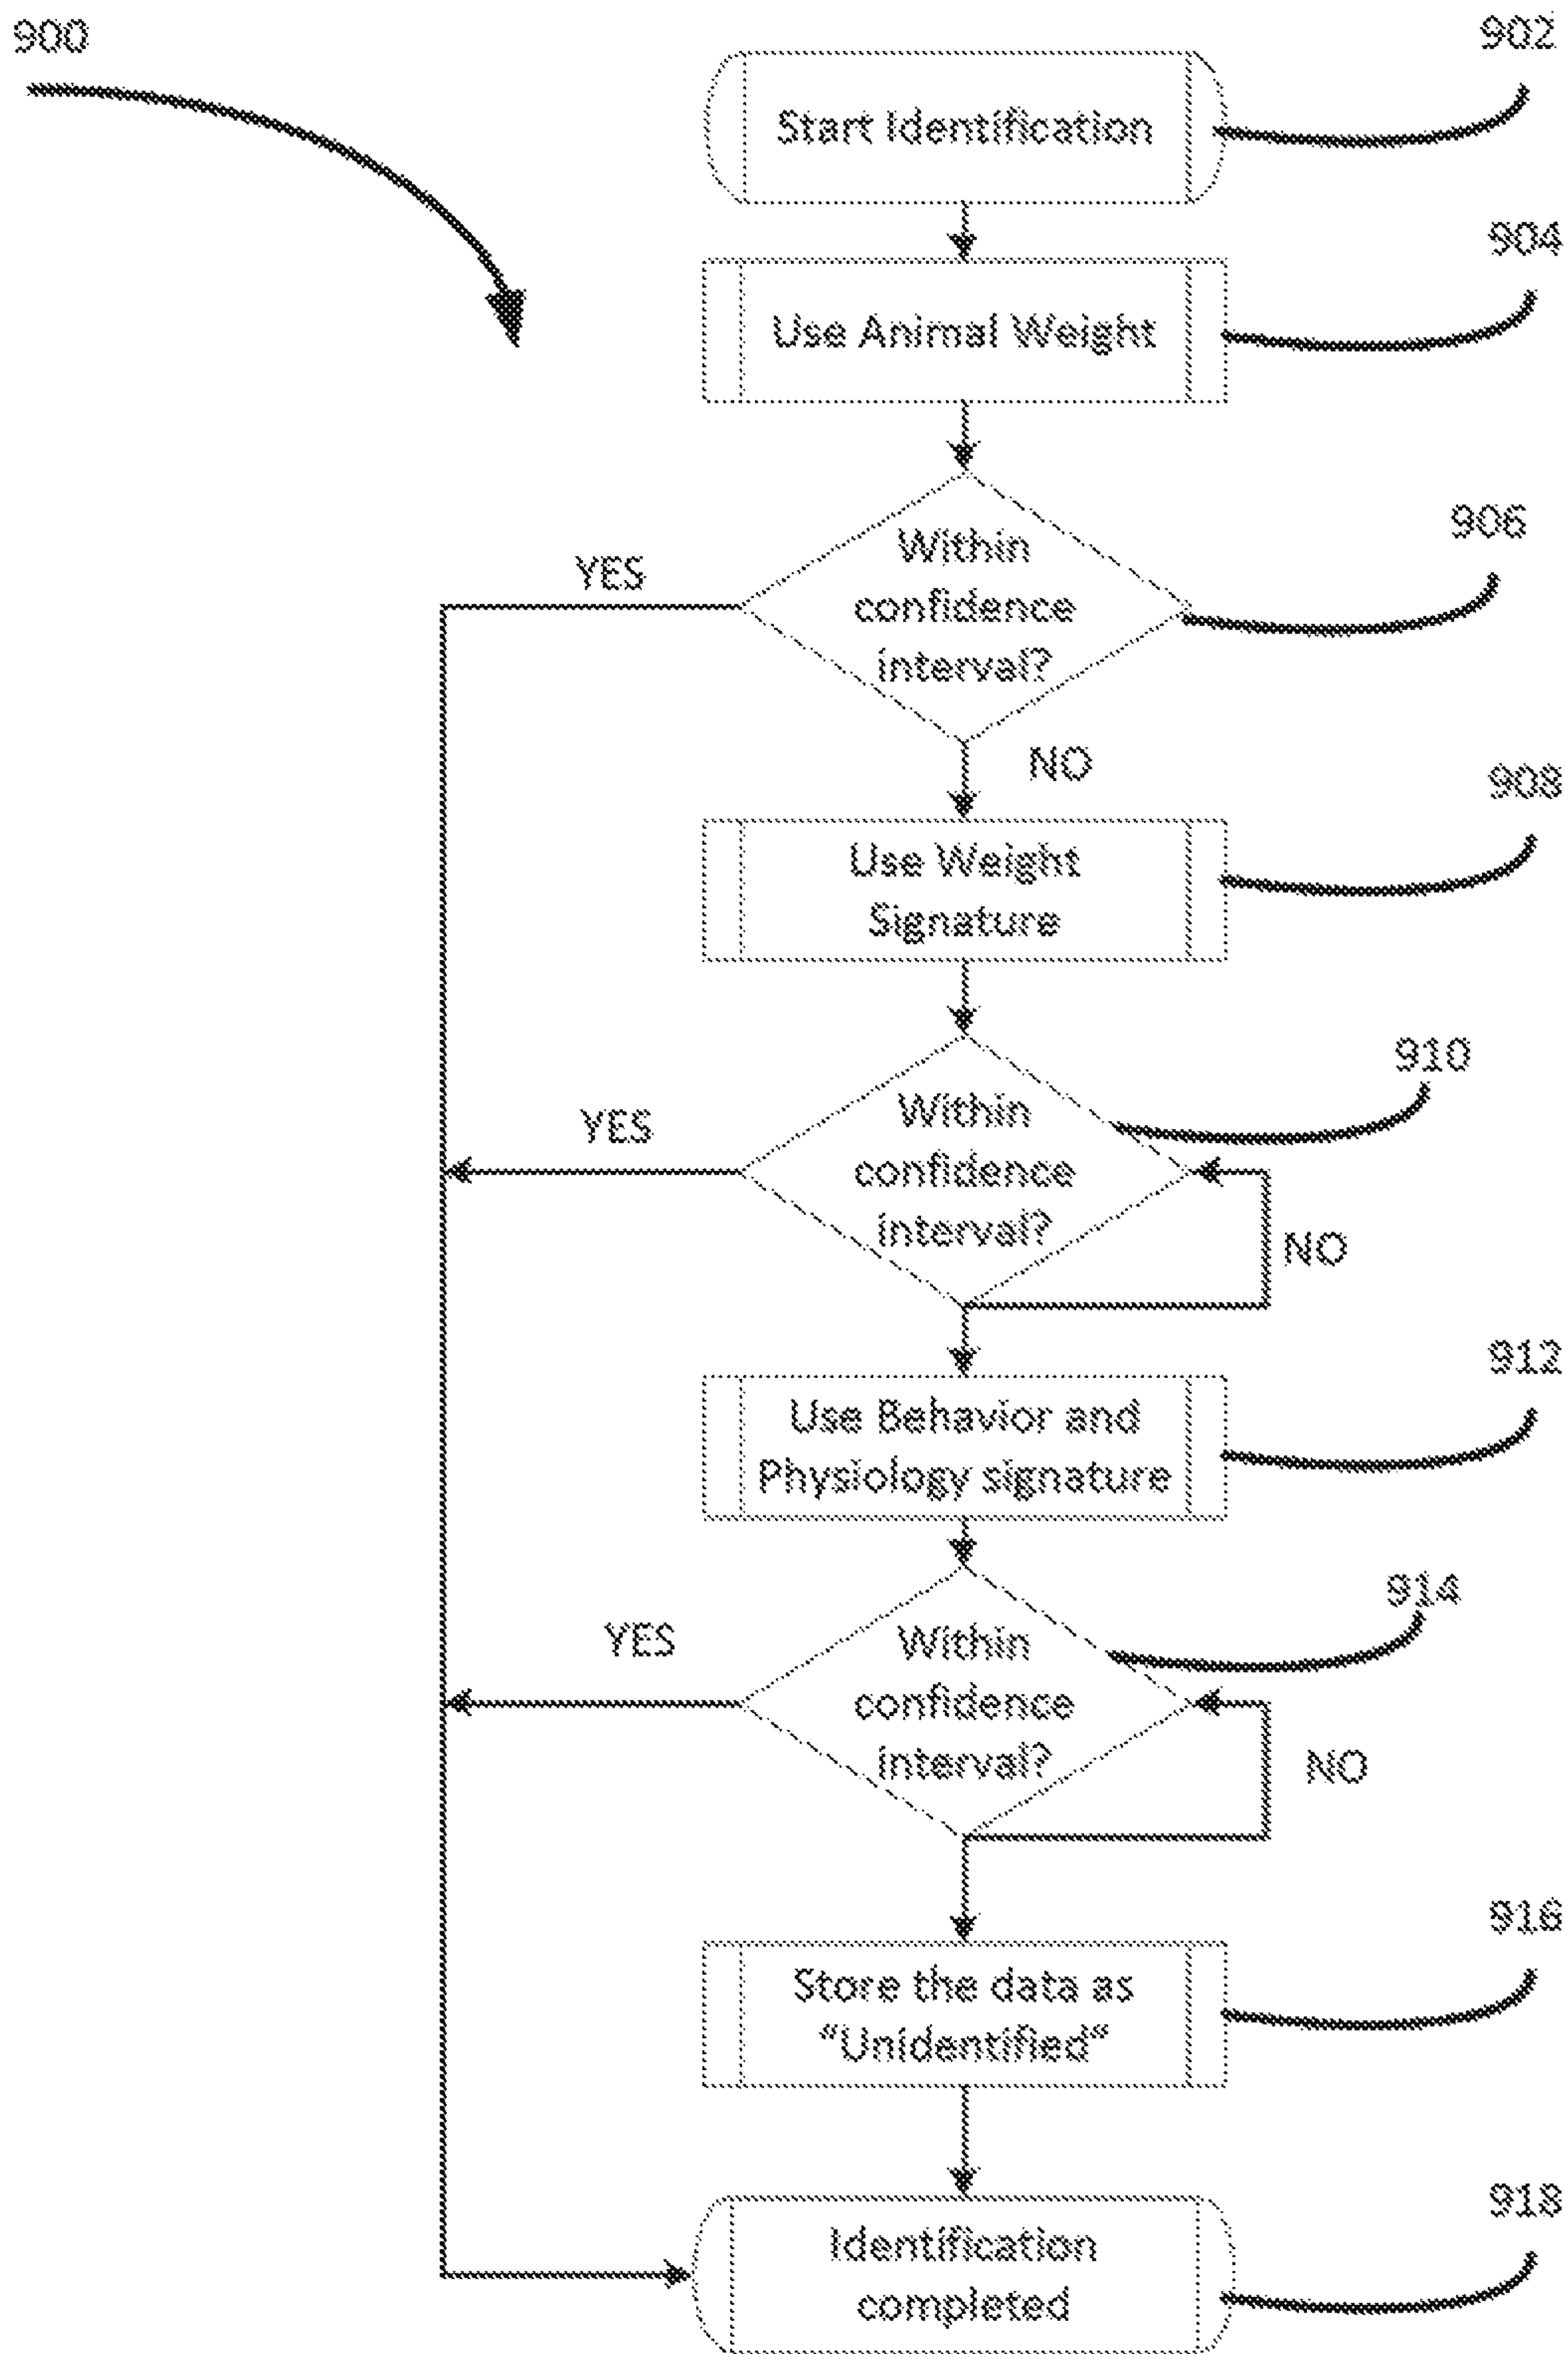 900
902
Start Identification
904
Use Animal Weight
906
Within
confidence
interval?
YES
NO
908
Use Weight
Signature
910
Within
confidence
interval?
YES
NO
912
Use Behavior and
Physiology signature
914
Within
confidence
interval?
YES
NO
916
Store the data as
“Unidentified“
918
Identification
completed